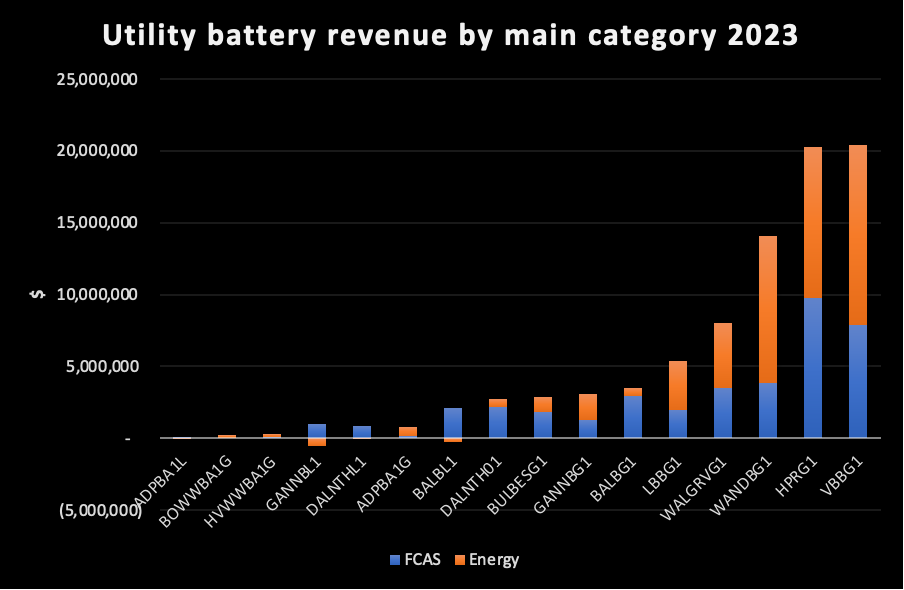 Utility battery revenue by main category 2023
25,000,000
20,000,000
15,000,000
10,000,000
5,000,000
-
(5,000,000)
$
ADPBA1L
BOWWBA1G
HVWWBA1G
GANNBL1
DALNTHL1
ADPBA1G
BALBL1
DALNTH01
BULBESG1
GANNBG1
BALBG1
LBBG1
WALGRVG1
WANDBG1
HPRG1
VBBG1
FCAS Energy